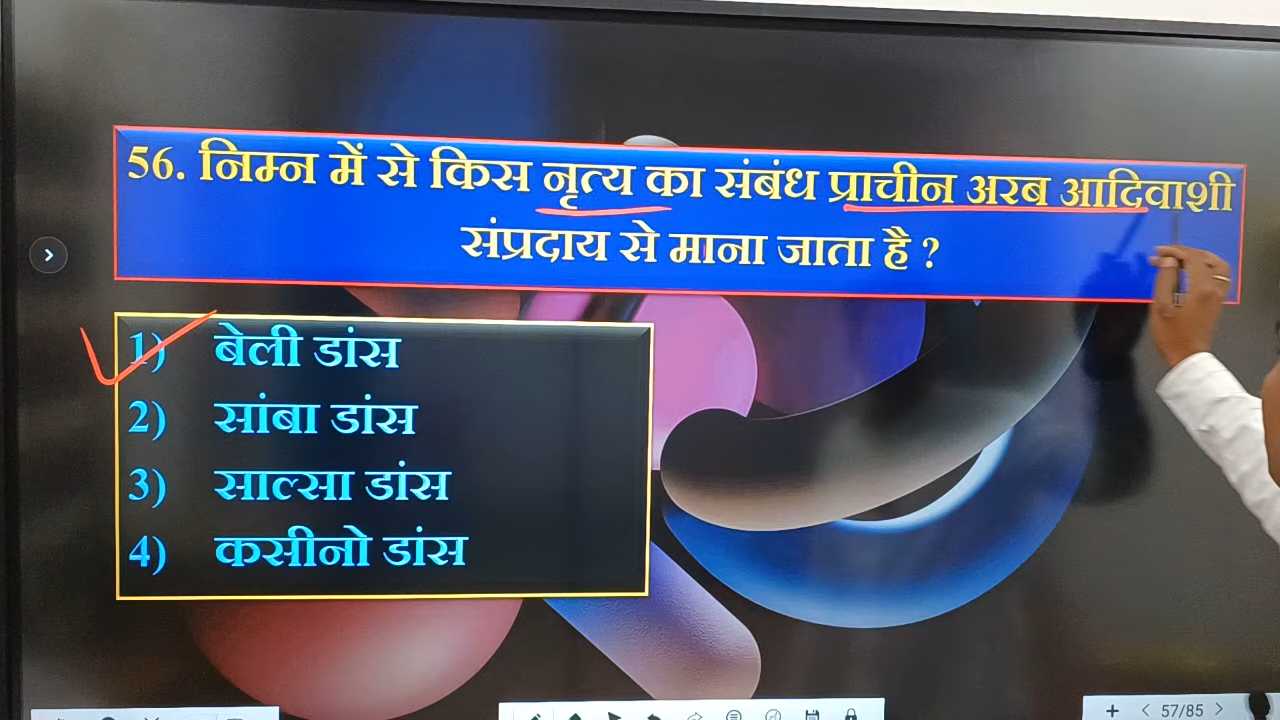 56. निम्न में से किस नृत्य का संबंध प्राचीन अरब आदिवाशी
संप्रदाय से माना जाता है ?
1) बेली डांस
2) सांबा डांस
3) साल्सा डांस
4) कसीनो डांस
57/85